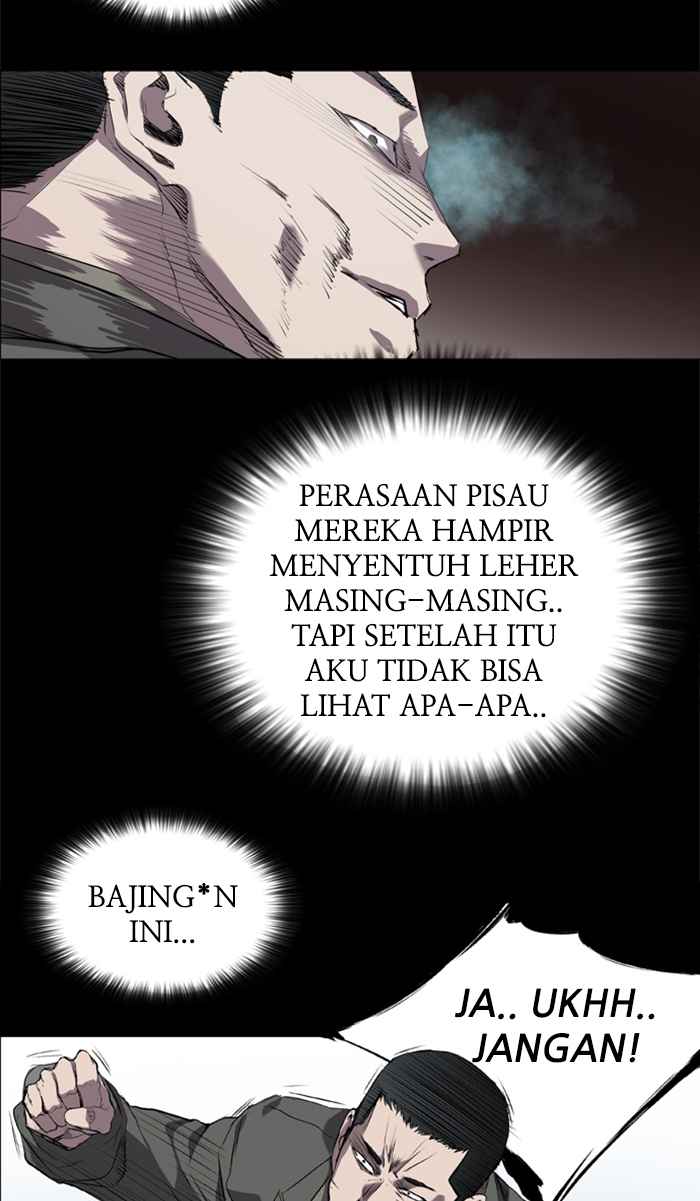 PERASAAN PISAU
MEREKA HAMPIR
MENYENTUH LEHER
MASING-MASING..
TAPI SETELAH ITU
AKU TIDAK BISA
LIHAT APA-APA..
BAJING*N
INI...
JA.. UKHH..
JANGAN!